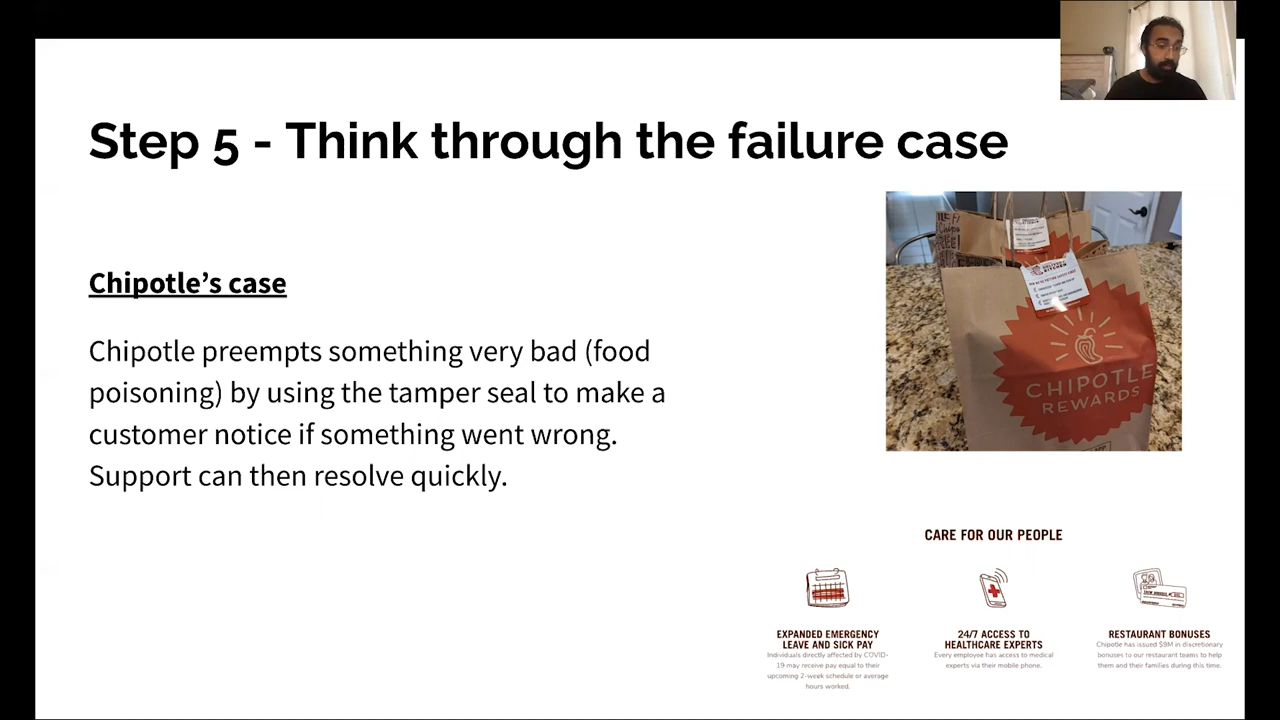 Step 5 - Think through the failure case
Chipotle’s case
Chipotle preempts something very bad (food
poisoning) by using the tamper seal to make a
customer notice if something went wrong.
Support can then resolve quickly.
KITCHEN
CHIPOTLE
REWARDS
CARE FOR OUR PEOPLE
EXPANDED EMERGENCY
LEAVE AND SICK PAY
Individuals directly affected by COVID-
19 may receive pay equal to their
upcoming 2-week schedule or average
hours worked.
24/7 ACCESS TO
HEALTHCARE EXPERTS
Every employee has access to medical
experts via their mobile phone.
RESTAURANT BONUSES
Chipotle has issued $9M in discretionary
bonuses to our restaurant teams to help
them and their families during this time.